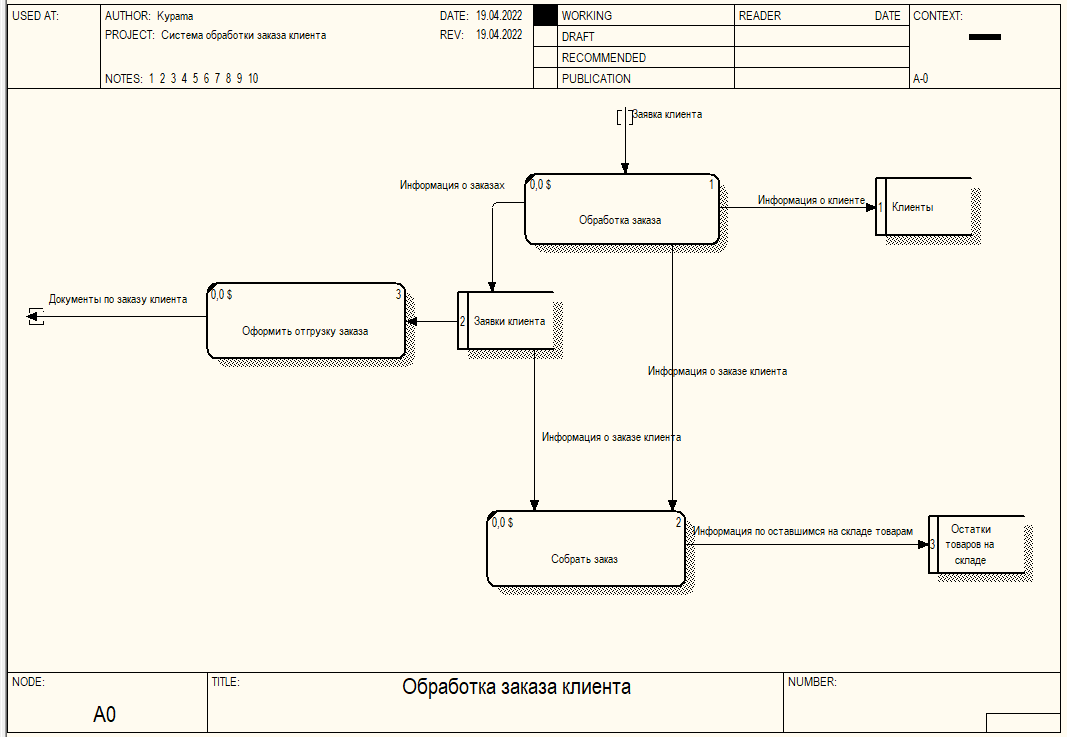 USED AT:
AUTHOR: Курата
DATE: 19.04.2022
WORKING
READER
DATE
CONTEXT:
PROJECT: Система обработки заказа клиента
REV: 19.04.2022
DRAFT
RECOMMENDED
NOTES: 1 2 3 4 5 6 7 8 9 10
PUBLICATION
A-0
Заявка клиента
Информация о заказах
0,0 $
1
Обработка заказа
Информация о клиенте
1
Клиенты
Документы по заказу клиента
0,0 $
3
Оформить отгрузку заказа
2
Заявки клиента
Информация о заказе клиента
Информация о заказе клиента
0,0 $
2
Собрать заказ
Информация по оставшимся на складе товарам
3
Остатки
товаров на
складе
NODE:
A0
TITLE:
Обработка заказа клиента
NUMBER: